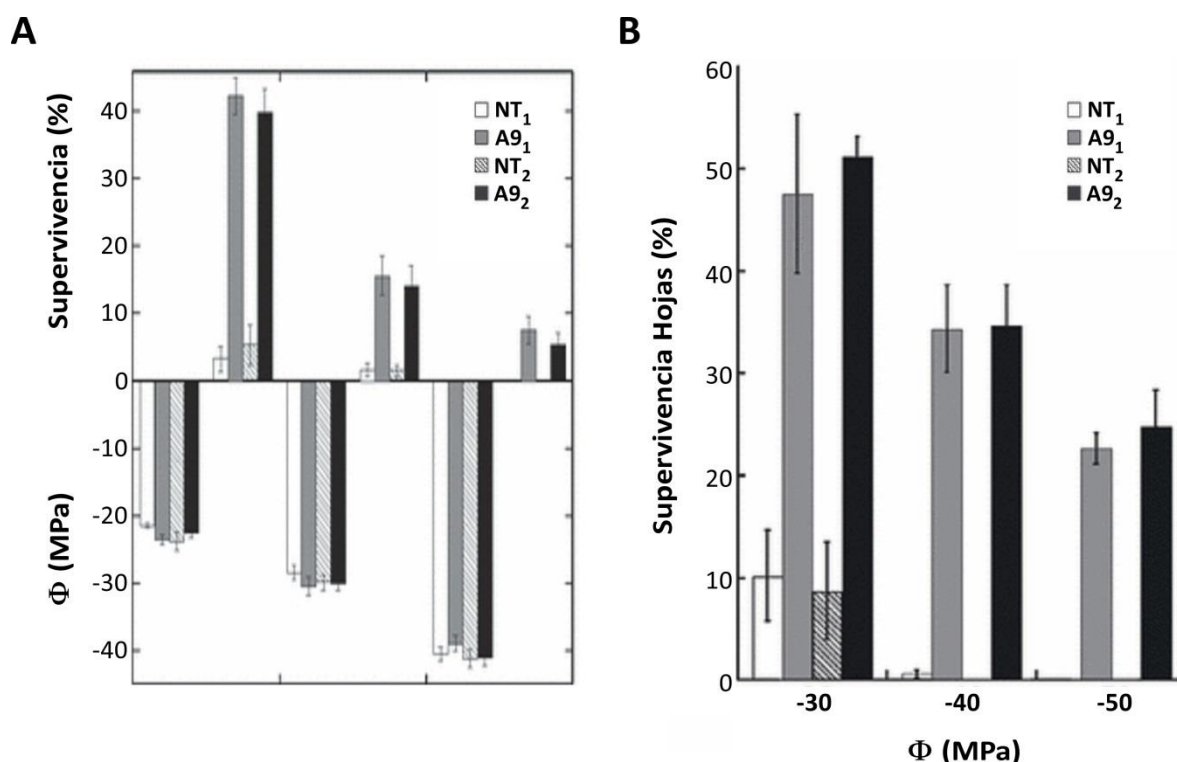 A
Supervivencia (%)
Φ (MPa)
40
30
20
10
0
-10
-20
-30
-40
NT1
A91
NT2
A92
B
Supervivencia Hojas (%)
60
50
40
30
20
10
0
NT1
A91
NT2
A92
-30 -40 -50
Φ (MPa)